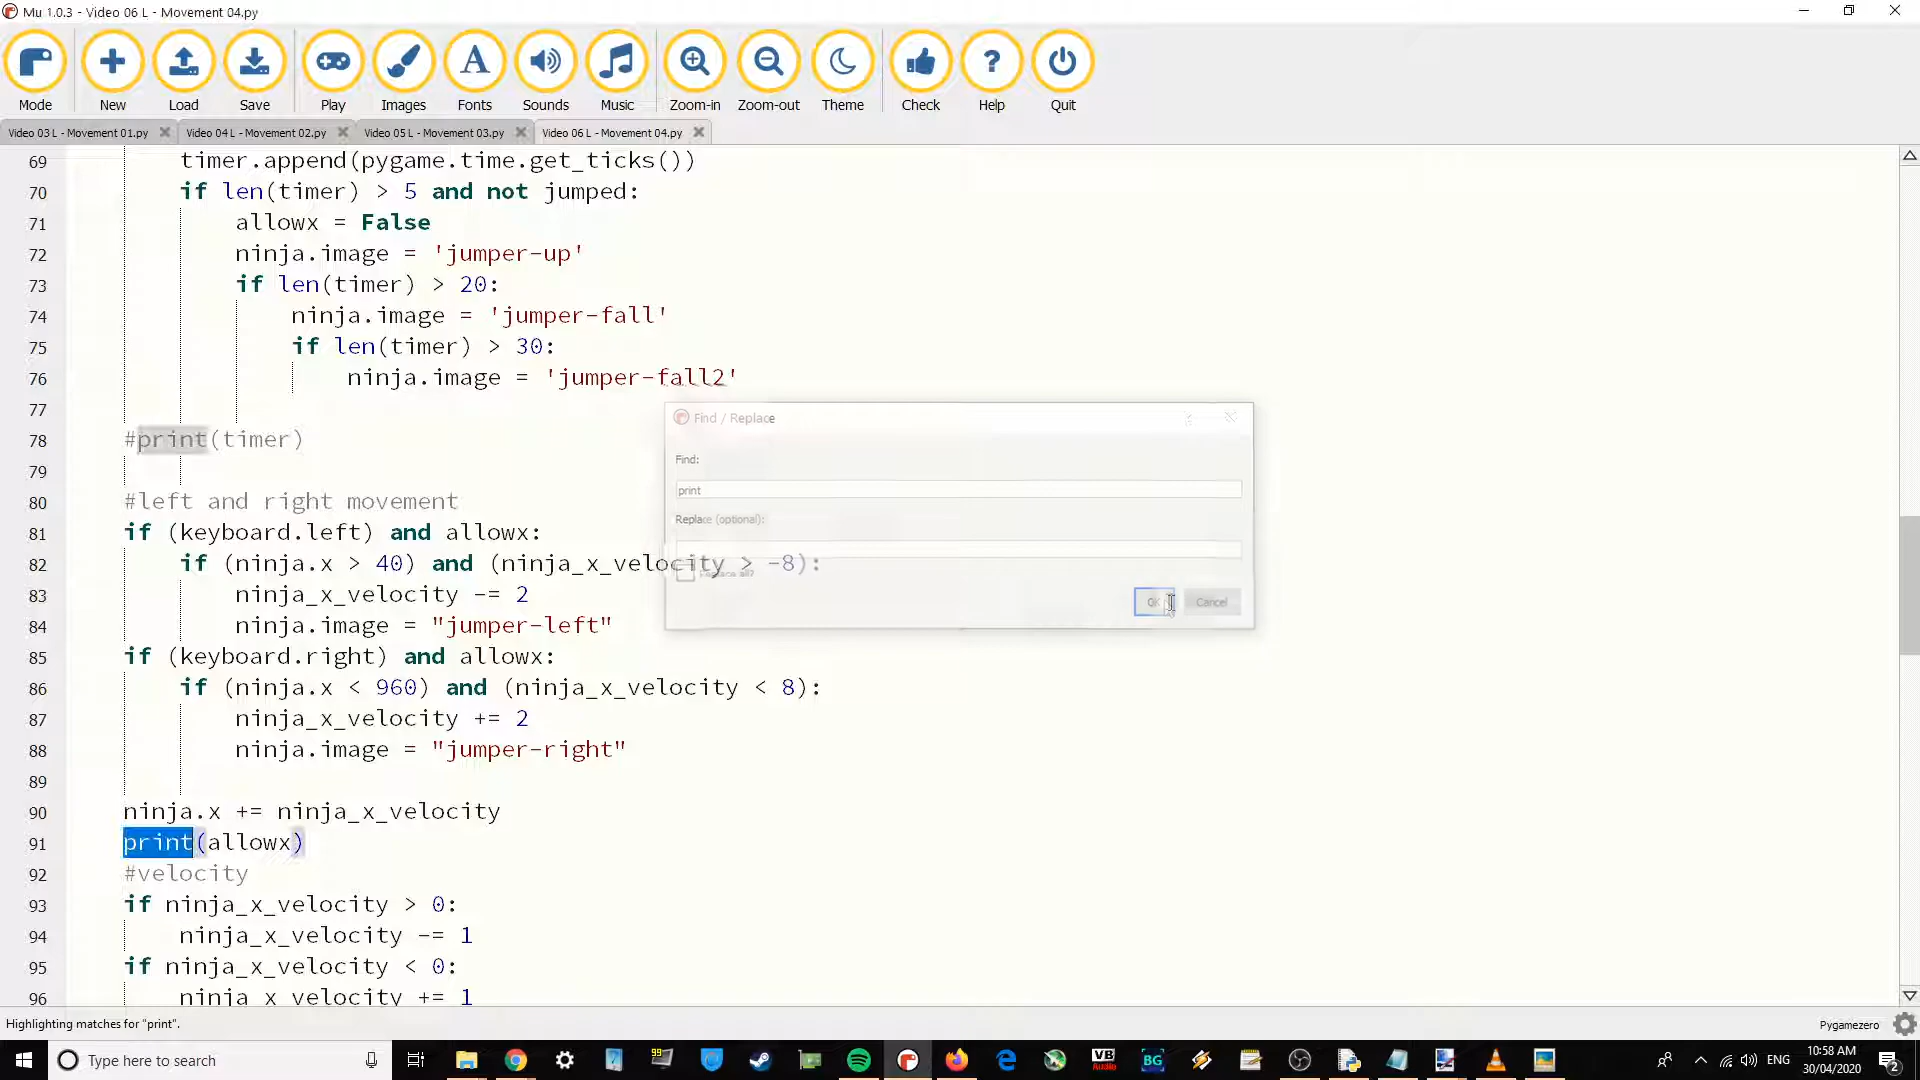 Mu 1.0.3 - Video 06 L - Movement 04.py
Mode New Load Save Play Images Fonts Sounds Music Zoom-in Zoom-out Theme Check Help Quit
Video 03 L - Movement 01.py Video 04 L - Movement 02.py Video 05 L - Movement 03.py Video 06 L - Movement 04.py
69 timer.append(pygame.time.get_ticks())
70 if len(timer) > 5 and not jumped:
71 allowx = False
72 ninja.image = 'jumper-up'
73 if len(timer) > 20:
74 ninja.image = 'jumper-fall'
75 if len(timer) > 30:
76 ninja.image = 'jumper-fall2'
77
78 #print(timer)
79
80 #left and right movement
81 if (keyboard.left) and allowx:
82 if (ninja.x > 40) and (ninja_x_velocity > -8):
83 ninja_x_velocity -= 2
84 ninja.image = "jumper-left"
85 if (keyboard.right) and allowx:
86 if (ninja.x < 960) and (ninja_x_velocity < 8):
87 ninja_x_velocity += 2
88 ninja.image = "jumper-right"
89
90 ninja.x += ninja_x_velocity
91 print(allowx)
92 #velocity
93 if ninja_x_velocity > 0:
94 ninja_x_velocity -= 1
95 if ninja_x_velocity < 0:
96 ninja_x_velocity += 1
Find / Replace
Find:
print
Replace (optional):
Replace all?
OK Cancel
Highlighting matches for "print".
Pygamezero
Type here to search
99
VB
Audio
BG
ENG
10:58 AM
30/04/2020
2